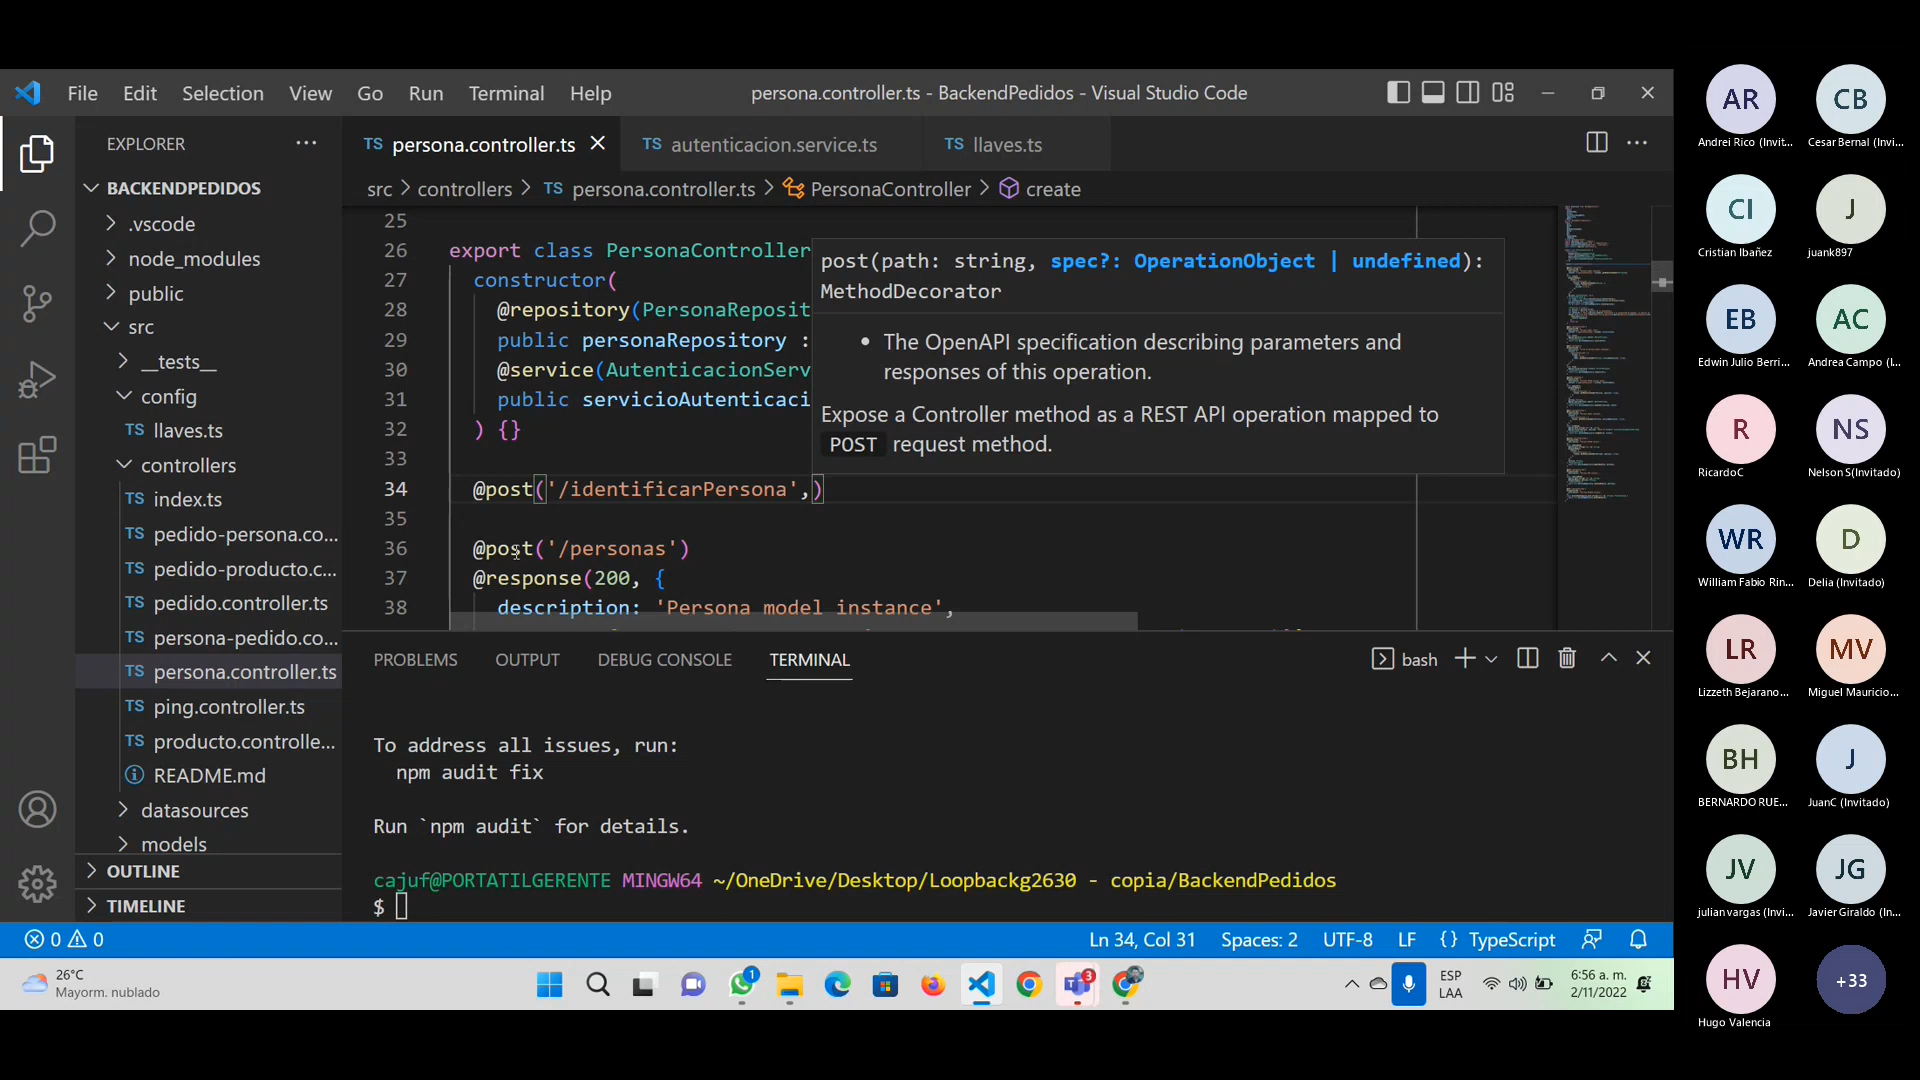 File Edit Selection View Go Run Terminal Help
persona.controller.ts - BackendPedidos - Visual Studio Code
EXPLORER
BACKENDPEDIDOS
.vscode
node_modules
public
src
__tests__
config
TS llaves.ts
controllers
TS index.ts
TS pedido-persona.co...
TS pedido-producto.c...
TS pedido.controller.ts
TS persona-pedido.co...
TS persona.controller.ts
TS ping.controller.ts
TS producto.controlle...
README.md
datasources
models
OUTLINE
TIMELINE
TS persona.controller.ts
TS autenticacion.service.ts
TS llaves.ts
src > controllers > TS persona.controller.ts > PersonaController > create
25
26 export class PersonaController
27 constructor(
28 @repository(PersonaReposit
29 public personaRepository :
30 @service(AutenticacionServ
31 public servicioAutenticaci
32 ) {}
33
34 @post('/identificarPersona',)
35
36 @post('/personas')
37 @response(200, {
38 description: 'Persona model instance',
post(path: string, spec?: OperationObject | undefined):
MethodDecorator
• The OpenAPI specification describing parameters and
responses of this operation.
Expose a Controller method as a REST API operation mapped to
POST request method.
PROBLEMS OUTPUT DEBUG CONSOLE TERMINAL
bash
To address all issues, run:
npm audit fix
Run `npm audit` for details.
cajuf@PORTATILGERENTE MINGW64 ~/OneDrive/Desktop/Loopbackg2630 - copia/BackendPedidos
$
0 0
Ln 34, Col 31 Spaces: 2 UTF-8 LF {} TypeScript
26°C
Mayorm. nublado
1
3
ESP
LAA
6:56 a. m.
2/11/2022
AR
Andrei Rico (Invit...
CB
Cesar Bernal (Invi...
CI
Cristian Ibañez
J
juank897
EB
Edwin Julio Berri...
AC
Andrea Campo (I...
R
RicardoC
NS
Nelson S(Invitado)
WR
William Fabio Rin...
D
Delia (Invitado)
LR
Lizzeth Bejarano...
MV
Miguel Mauricio...
BH
BERNARDO RUE...
J
JuanC (Invitado)
JV
julian vargas (Invi...
JG
Javier Giraldo (In...
HV
Hugo Valencia
+33